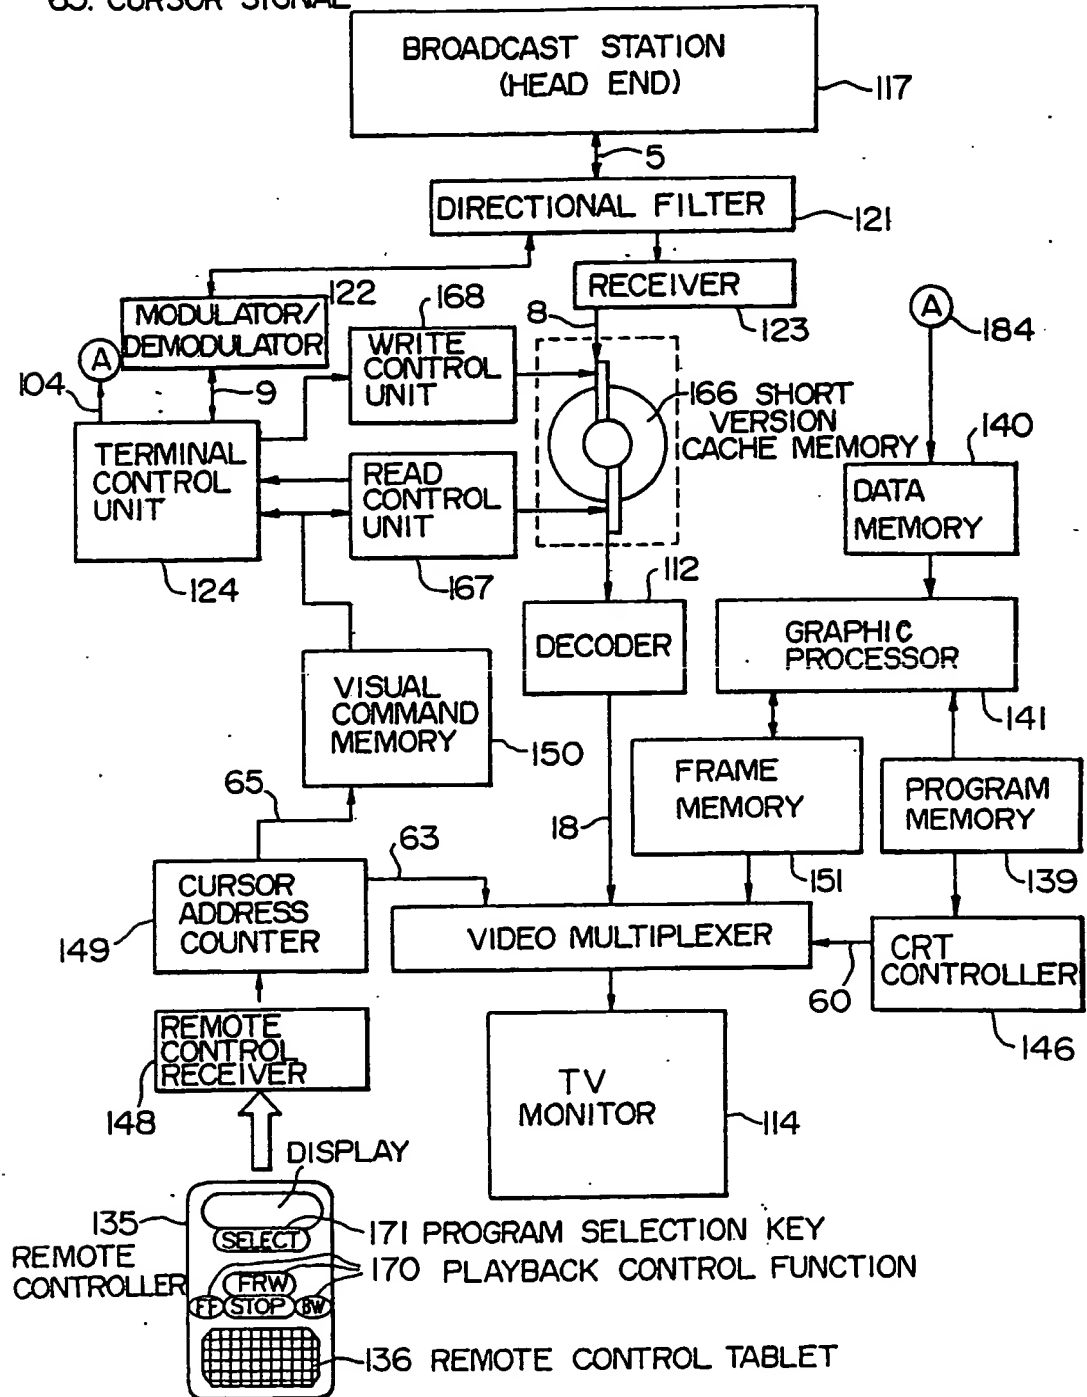 65: CURSOR SIGNAL
BROADCAST STATION
(HEAD END)
117
5
DIRECTIONAL FILTER
121
RECEIVER
123
8
122
MODULATOR/
DEMODULATOR
A
104
9
168
WRITE
CONTROL
UNIT
166 SHORT
VERSION
CACHE MEMORY
A
184
TERMINAL
CONTROL
UNIT
124
READ
CONTROL
UNIT
167
140
DATA
MEMORY
112
DECODER
GRAPHIC
PROCESSOR
141
VISUAL
COMMAND
MEMORY
150
FRAME
MEMORY
151
PROGRAM
MEMORY
139
65
18
63
CURSOR
ADDRESS
COUNTER
149
VIDEO MULTIPLEXER
60
CRT
CONTROLLER
146
REMOTE
CONTROL
RECEIVER
148
TV
MONITOR
114
DISPLAY
135
REMOTE
CONTROLLER
SELECT
171 PROGRAM SELECTION KEY
FRW
170 PLAYBACK CONTROL FUNCTION
FF STOP BW
136 REMOTE CONTROL TABLET